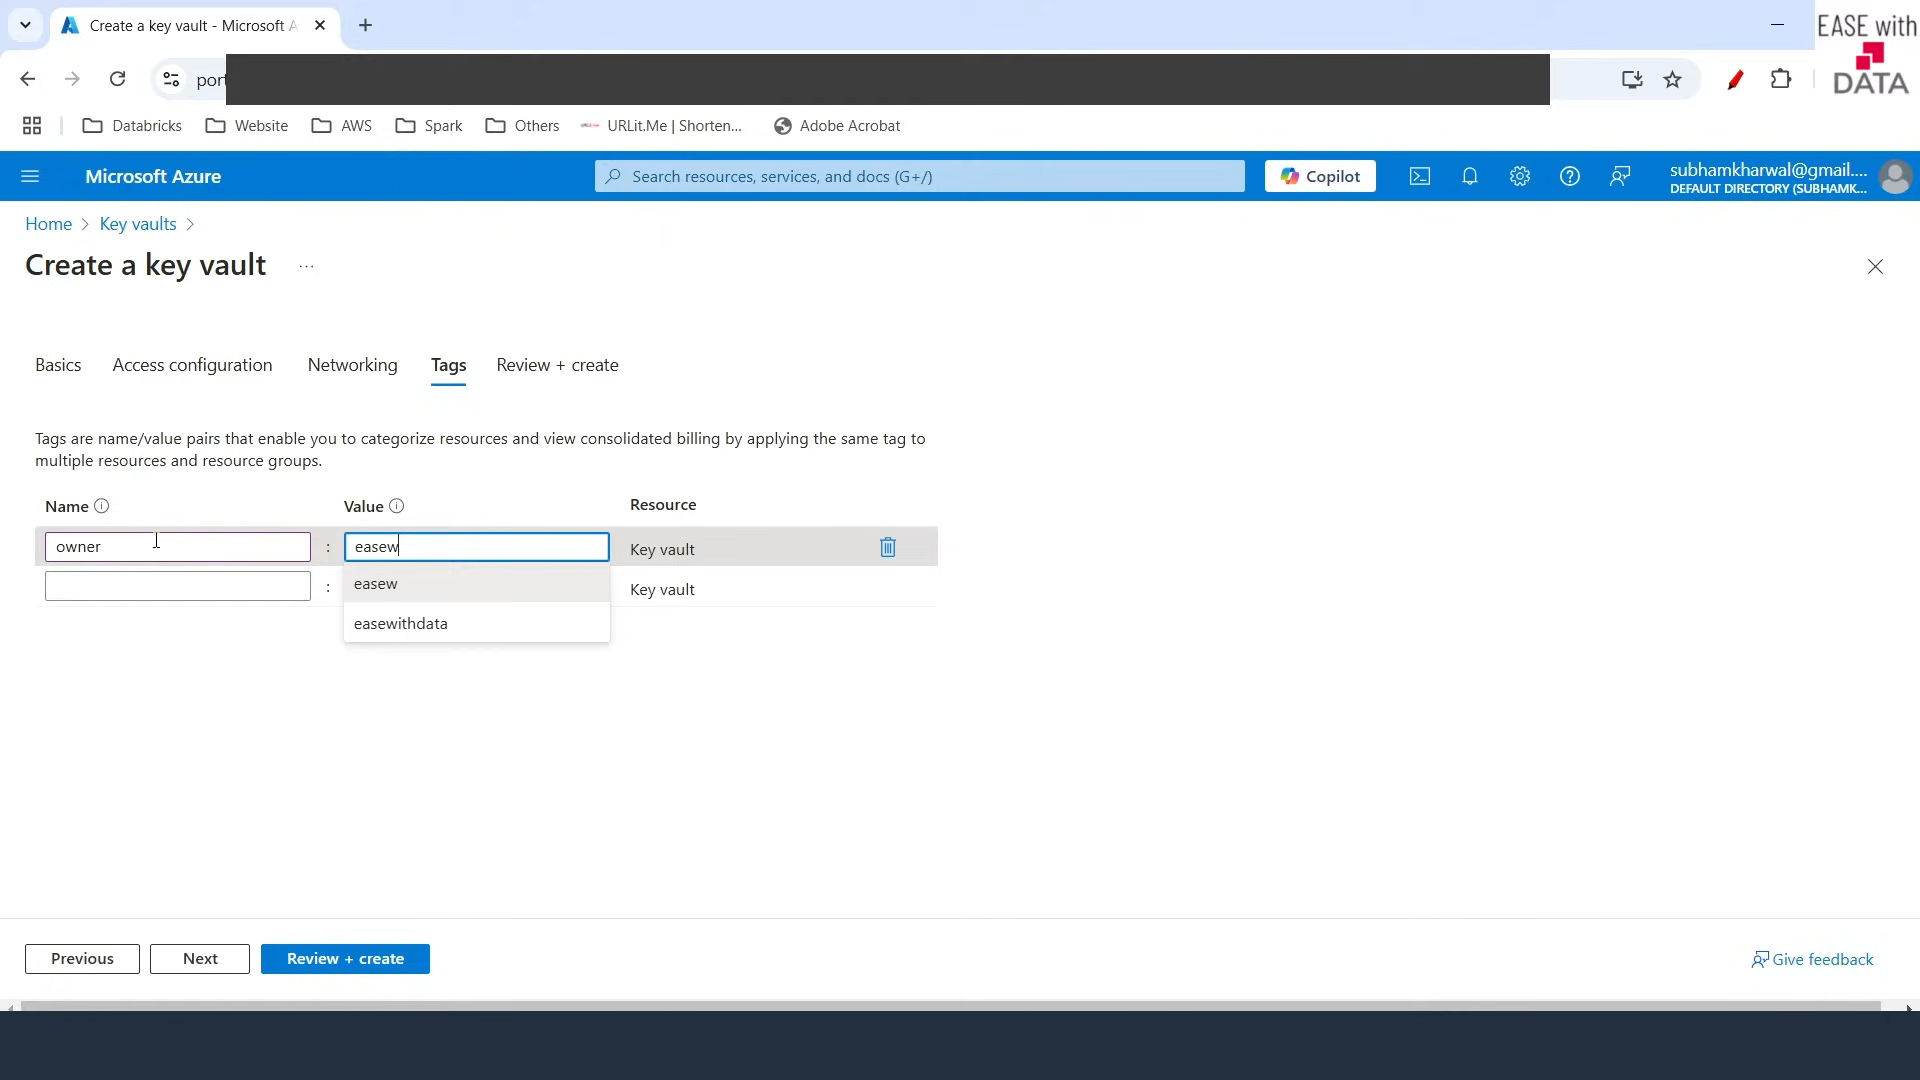 Create a key vault - Microsoft A
EASE with
DATA
port
Databricks
Website
AWS
Spark
Others
URLit.Me | Shorten...
Adobe Acrobat
Microsoft Azure
Search resources, services, and docs (G+/)
Copilot
subhamkharwal@gmail....
DEFAULT DIRECTORY (SUBHAMK...
Home > Key vaults >
Create a key vault ...
Basics
Access configuration
Networking
Tags
Review + create
Tags are name/value pairs that enable you to categorize resources and view consolidated billing by applying the same tag to
multiple resources and resource groups.
Name
Value
Resource
owner : easew Key vault
: Key vault
easew
easewithdata
Previous
Next
Review + create
Give feedback